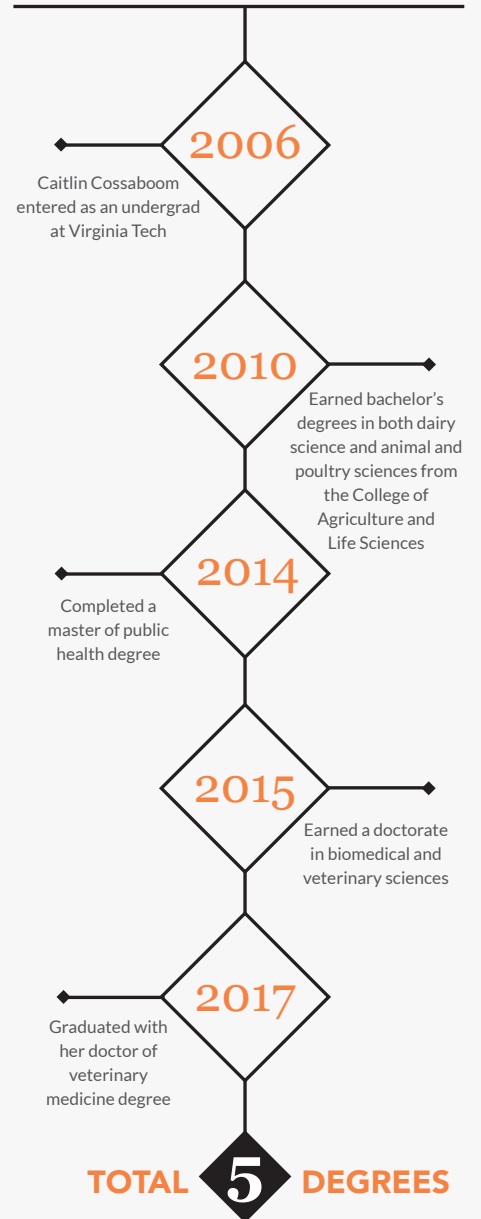 2006
Caitlin Cossaboom
entered as an undergrad
at Virginia Tech
2010
Earned bachelor’s
degrees in both dairy
science and animal and
poultry sciences from
the College of
Agriculture and
Life Sciences
2014
Completed a
master of public
health degree
2015
Earned a doctorate
in biomedical and
veterinary sciences
2017
Graduated with
her doctor of
veterinary
medicine degree
TOTAL 5 DEGREES